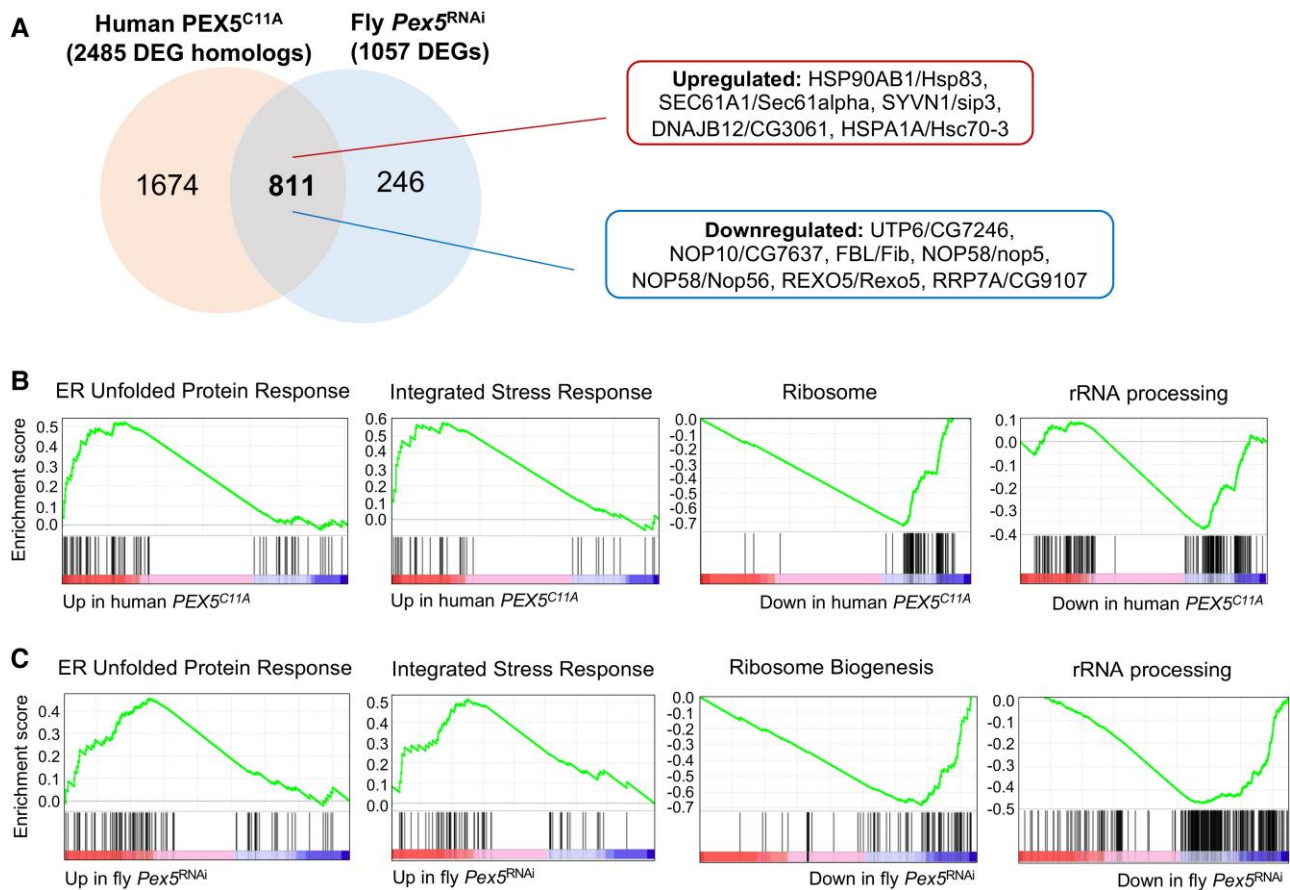 A
Human PEX5C11A
(2485 DEG homologs)
Fly Pex5RNAi
(1057 DEGs)
1674
811
246
Upregulated: HSP90AB1/Hsp83,
SEC61A1/Sec61alpha, SYVN1/sip3,
DNAJB12/CG3061, HSPA1A/Hsc70-3
Downregulated: UTP6/CG7246,
NOP10/CG7637, FBL/Fib, NOP58/nop5,
NOP58/Nop56, REXO5/Rexo5, RRP7A/CG9107
B
ER Unfolded Protein Response
Enrichment score
0.5
0.4
0.3
0.2
0.1
0.0
Up in human PEX5C11A
Integrated Stress Response
0.6
0.5
0.4
0.3
0.2
0.1
0.0
Up in human PEX5C11A
Ribosome
0.0
-0.1
-0.2
-0.3
-0.4
-0.5
-0.6
-0.7
Down in human PEX5C11A
rRNA processing
0.1
0.0
-0.1
-0.2
-0.3
-0.4
Down in human PEX5C11A
C
ER Unfolded Protein Response
Enrichment score
0.4
0.3
0.2
0.1
0.0
Up in fly Pex5RNAi
Integrated Stress Response
0.5
0.4
0.3
0.2
0.1
0.0
Up in fly Pex5RNAi
Ribosome Biogenesis
0.0
-0.1
-0.2
-0.3
-0.4
-0.5
-0.6
-0.7
Down in fly Pex5RNAi
rRNA processing
0.0
-0.1
-0.2
-0.3
-0.4
-0.5
Down in fly Pex5RNAi